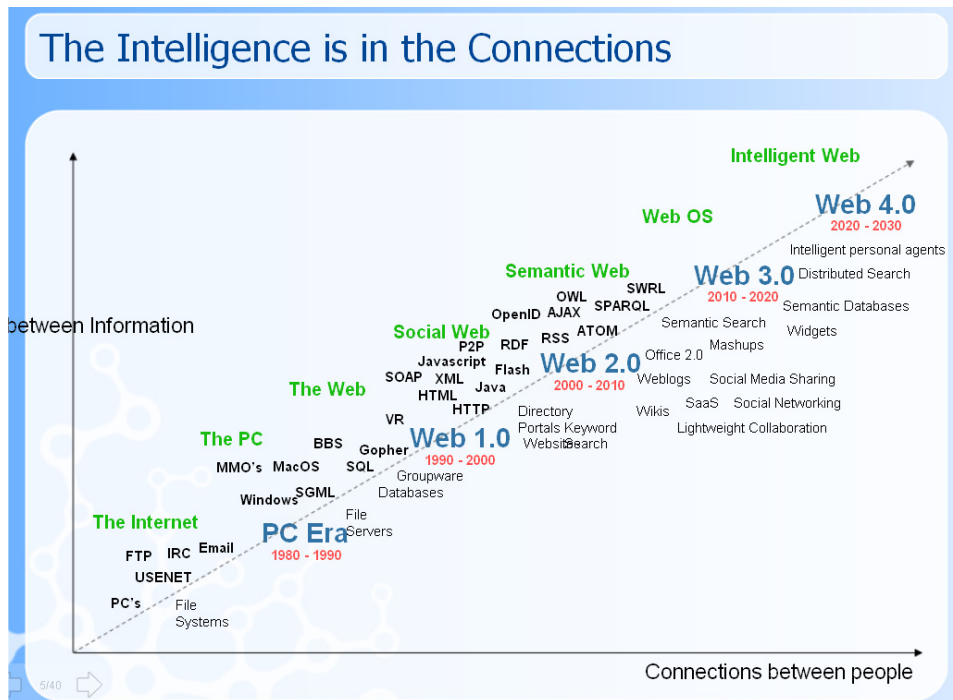 The Intelligence is in the Connections
Intelligent Web
Web 4.0
2020 - 2030
Web OS
Intelligent personal agents
Semantic Web
Web 3.0
2010 - 2020
Distributed Search
SWRL
OWL
SPARQL
OpenID
AJAX
Semantic Databases
between Information
Semantic Search
Widgets
Social Web
ATOM
RSS
RDF
P2P
Mashups
Office 2.0
Javascript
Web 2.0
2000 - 2010
Flash
SOAP
XML
Java
Weblogs
Social Media Sharing
The Web
HTML
HTTP
SaaS
Social Networking
Directory
Portals Keyword
Website
Search
Wikis
VR
Lightweight Collaboration
The PC
BBS
Gopher
Web 1.0
1990 - 2000
MMO's
MacOS
SQL
Groupware
Databases
Windows
SGML
The Internet
File
Servers
PC Era
1980 - 1990
FTP
IRC
Email
USENET
PC's
File
Systems
Connections between people
5/40